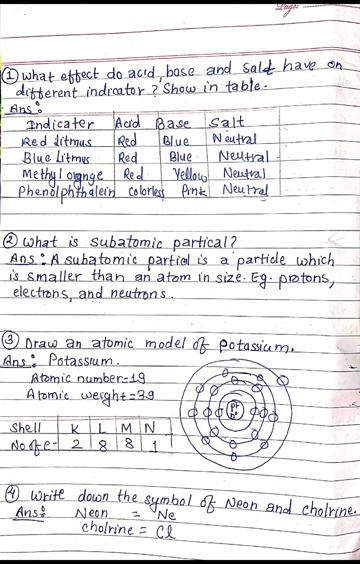 Page:
① What effect do acid, base and salt have on
different indicator? Show in table.
Ans:
Indicater Acid Base Salt
Red litmus Red Blue Neutral
Blue litmus Red Blue Neutral
Methyl orange Red Yellow Neutral
Phenolphthalein colorless Pink Neutral
② What is subatomic partical?
Ans: A subatomic partical is a particle which
is smaller than an atom in size. Eg. protons,
electrons, and neutrons.
③ Draw an atomic model of potassium.
Ans: Potassium.
Atomic number=19
Atomic weight=39
Shell K L M N
No.of e- 2 8 8 1
④ Write down the symbol of Neon and cholrine.
Ans: Neon = Ne
cholrine = Cl